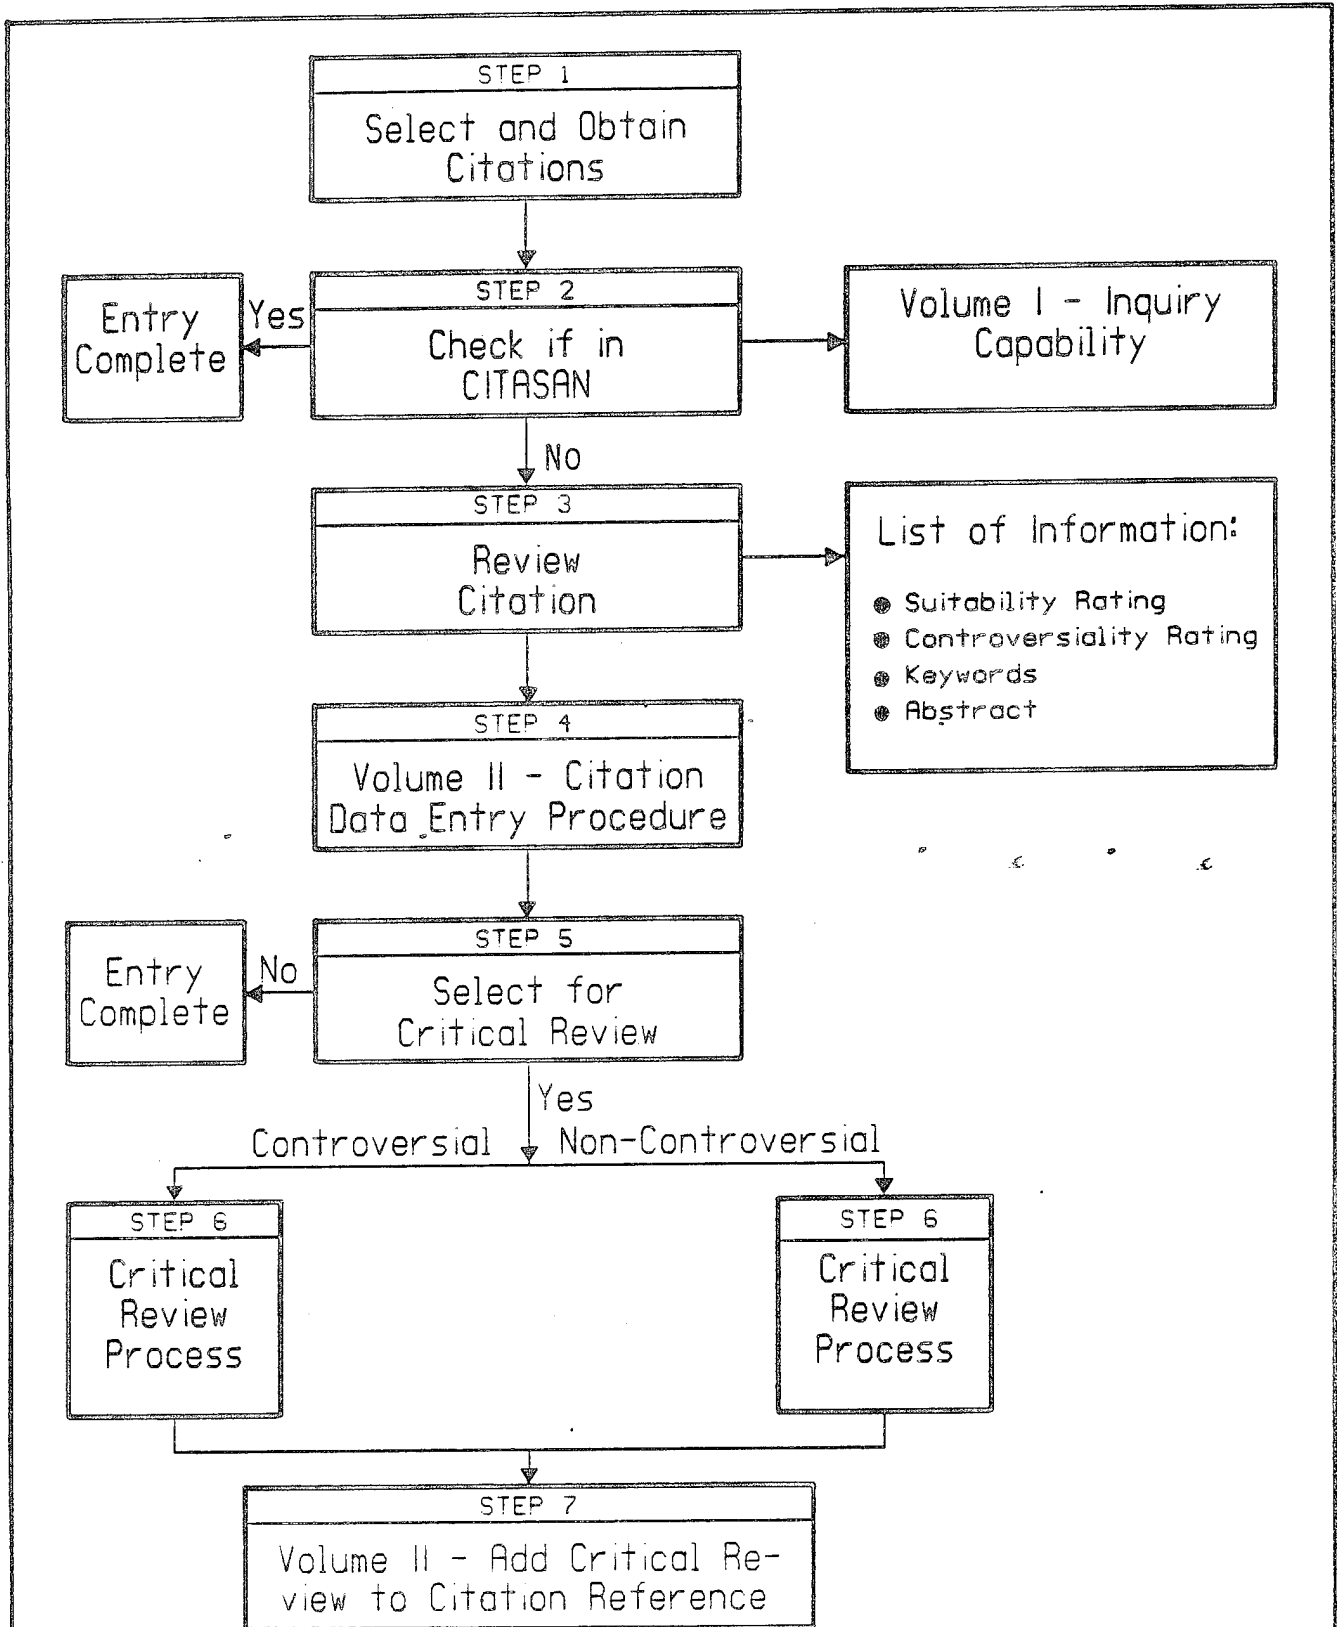 STEP 1
Select and Obtain
Citations
Entry
Complete
Yes
STEP 2
Check if in
CITASAN
Volume I - Inquiry
Capability
No
STEP 3
Review
Citation
List of Information:
● Suitability Rating
● Controversiality Rating
● Keywords
● Abstract
STEP 4
Volume II - Citation
Data Entry Procedure
Entry
Complete
No
STEP 5
Select for
Critical Review
Yes
Controversial
Non-Controversial
STEP 6
Critical
Review
Process
STEP 6
Critical
Review
Process
STEP 7
Volume II - Add Critical Re-
view to Citation Reference